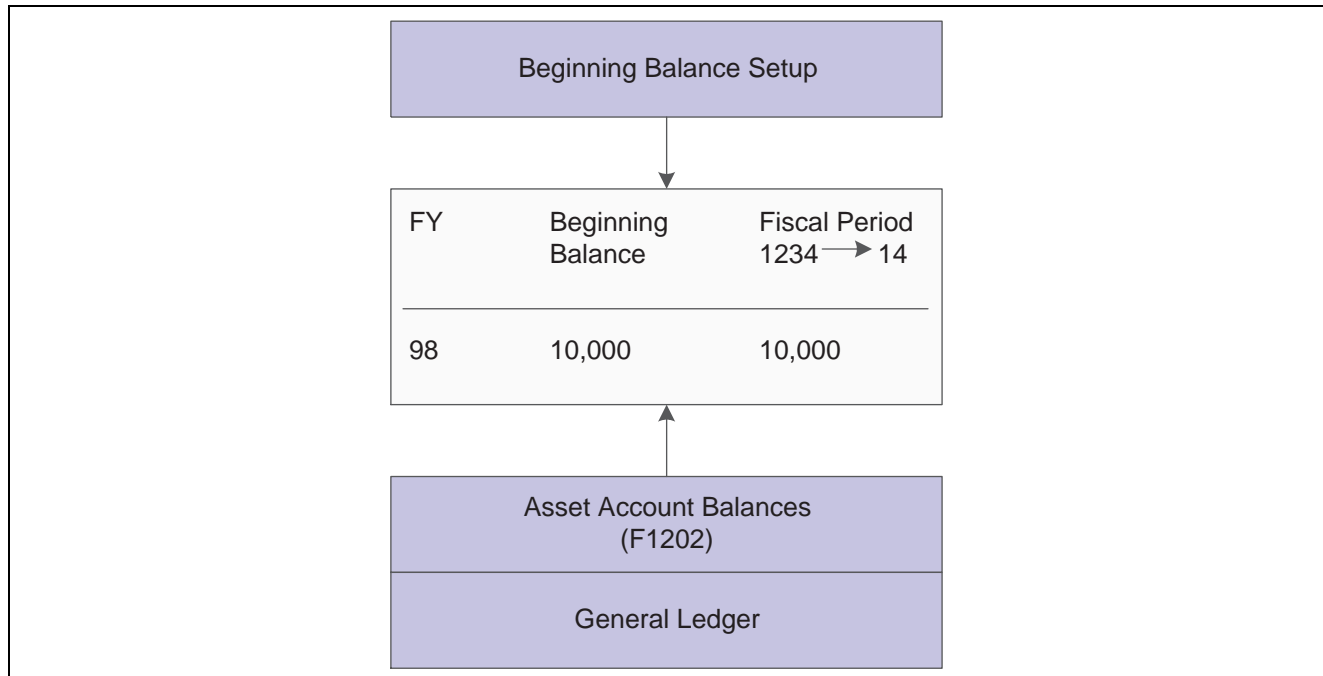 Beginning Balance Setup
FY Beginning Fiscal Period
Balance 1234 14
98 10,000 10,000
Asset Account Balances
(F1202)
General Ledger